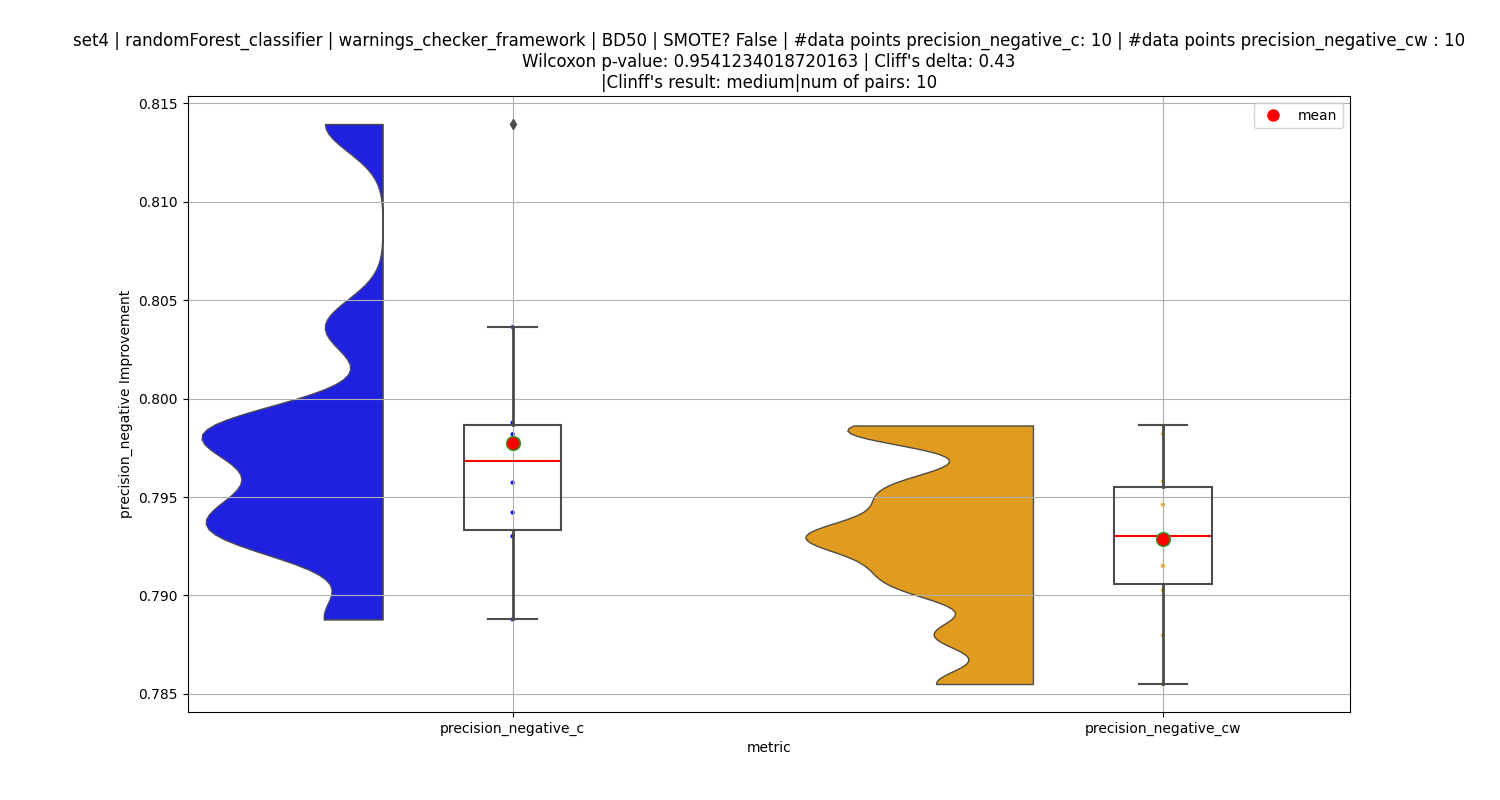 set4 | randomForest_classifier | warnings_checker_framework | BD50 | SMOTE? False | #data points precision_negative_c: 10 | #data points precision_negative_cw : 10
Wilcoxon p-value: 0.9541234018720163 | Cliff's delta: 0.43
|Clinff's result: medium|num of pairs: 10
mean
0.815
0.810
0.805
0.800
0.795
0.790
0.785
precision_negative Improvement
precision_negative_c
precision_negative_cw
metric